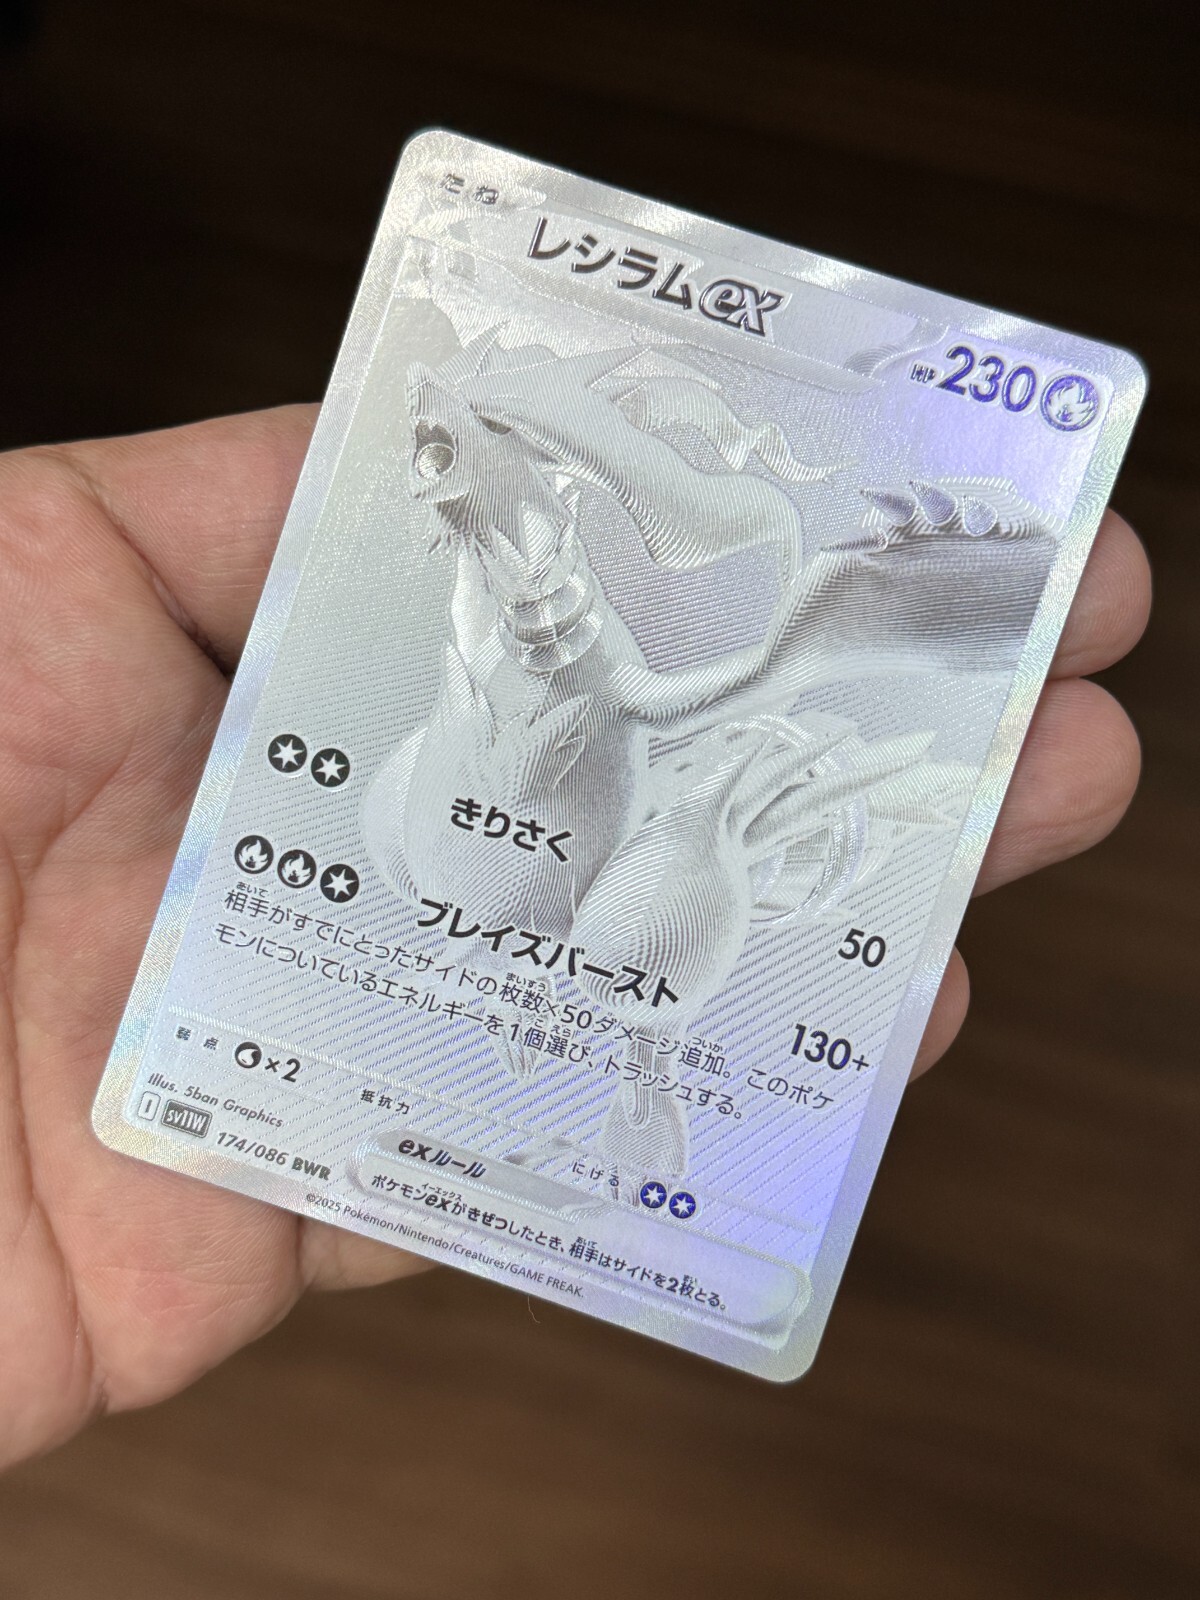 たね
レシラムex
HP230
きりさく 50
ブレイズバースト 130+
相手がすでにとったサイドの枚数×50ダメージ追加。このポケ
モンについているエネルギーを1個選び、トラッシュする。
弱点 ×2 抵抗力 にげる
Illus. 5ban Graphics
I SV11W 174/086 BWR
exルール
ポケモンexがきぜつしたとき、相手はサイドを2枚とる。
©2025 Pokémon/Nintendo/Creatures/GAME FREAK.